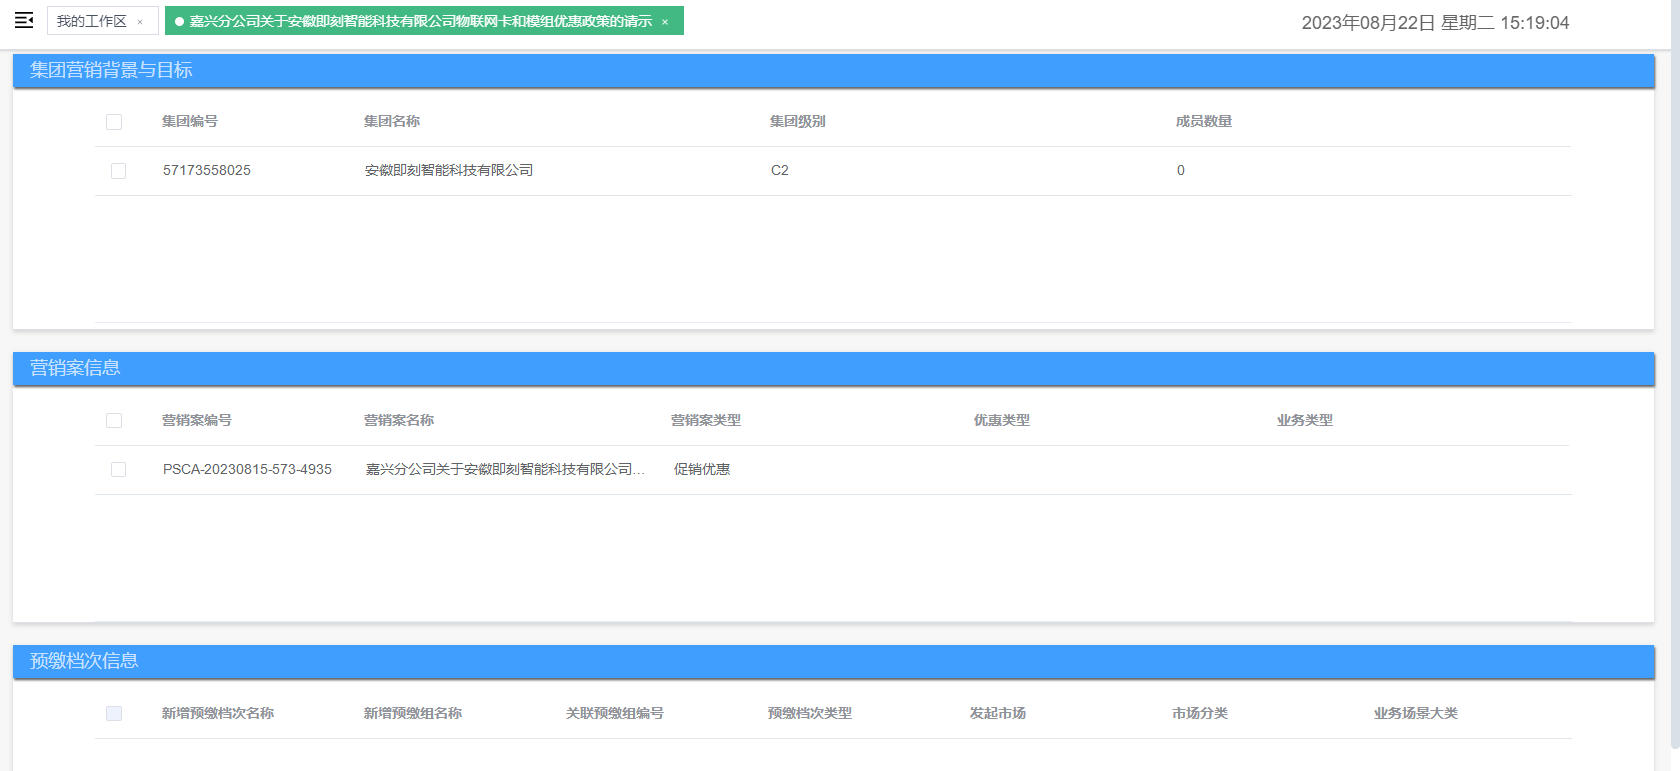 我的工作区 ×
嘉兴分公司关于安徽即刻智能科技有限公司物联网卡和模组优惠政策的请示 ×
2023年08月22日 星期二 15:19:04
集团营销背景与目标
集团编号 集团名称 集团级别 成员数量
57173558025 安徽即刻智能科技有限公司 C2 0
营销案信息
营销案编号 营销案名称 营销案类型 优惠类型 业务类型
PSCA-20230815-573-4935 嘉兴分公司关于安徽即刻智能科技有限公司... 促销优惠
预缴档次信息
新增预缴档次名称 新增预缴组名称 关联预缴组编号 预缴档次类型 发起市场 市场分类 业务场景大类